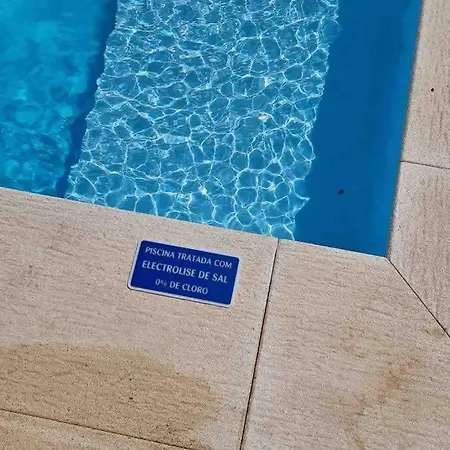 PISCINA TRATADA COM
ELECTROLISE DE SAL
0% DE CLORO